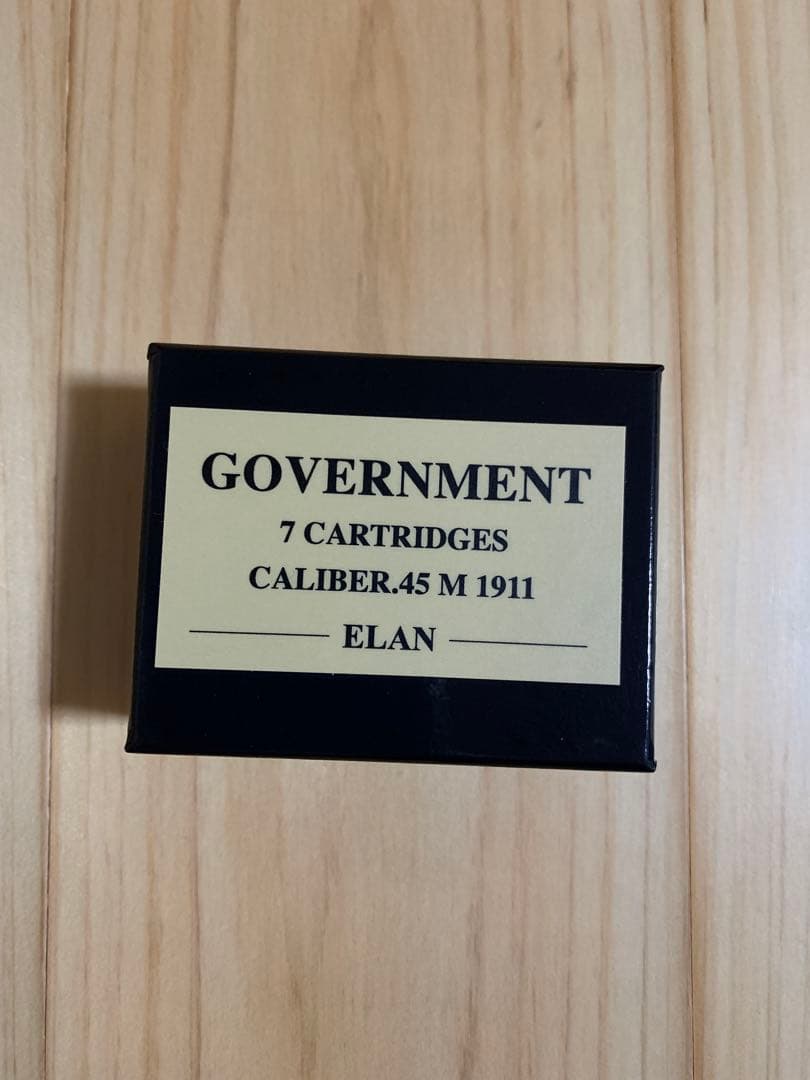 GOVERNMENT
7 CARTRIDGES
CALIBER.45 M 1911
ELAN